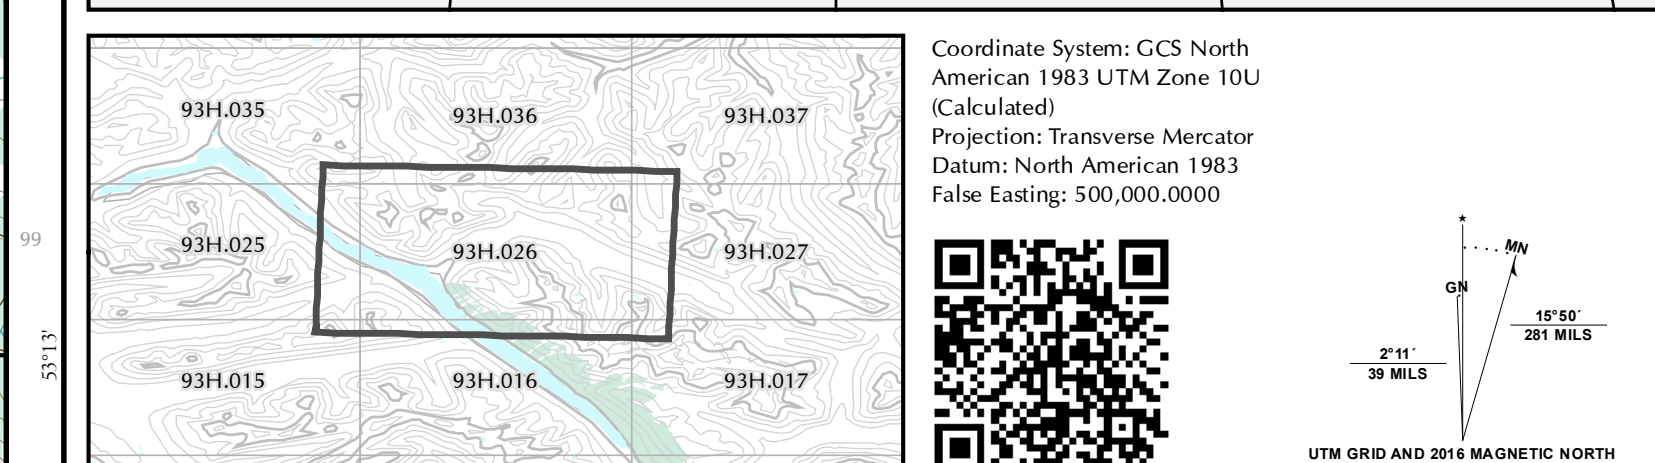 99
53°13'
93H.035
93H.036
93H.037
93H.025
93H.026
93H.027
93H.015
93H.016
93H.017
Coordinate System: GCS North
American 1983 UTM Zone 10U
(Calculated)
Projection: Transverse Mercator
Datum: North American 1983
False Easting: 500,000.0000
MN
GN
15°50´
281 MILS
2°11´
39 MILS
UTM GRID AND 2016 MAGNETIC NORTH